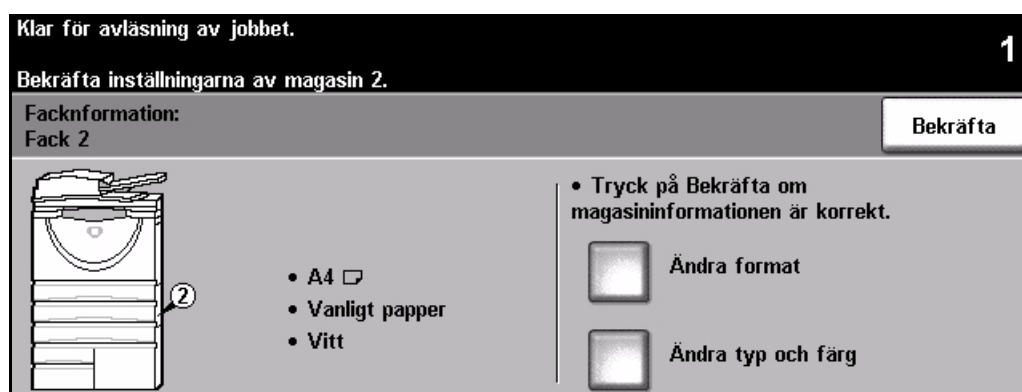 Klar för avläsning av jobbet.
1
Bekräfta inställningarna av magasin 2.
Facknformation:
Fack 2
Bekräfta
• Tryck på Bekräfta om
magasininformationen är korrekt.
2
• A4
• Vanligt papper
• Vitt
Ändra format
Ändra typ och färg